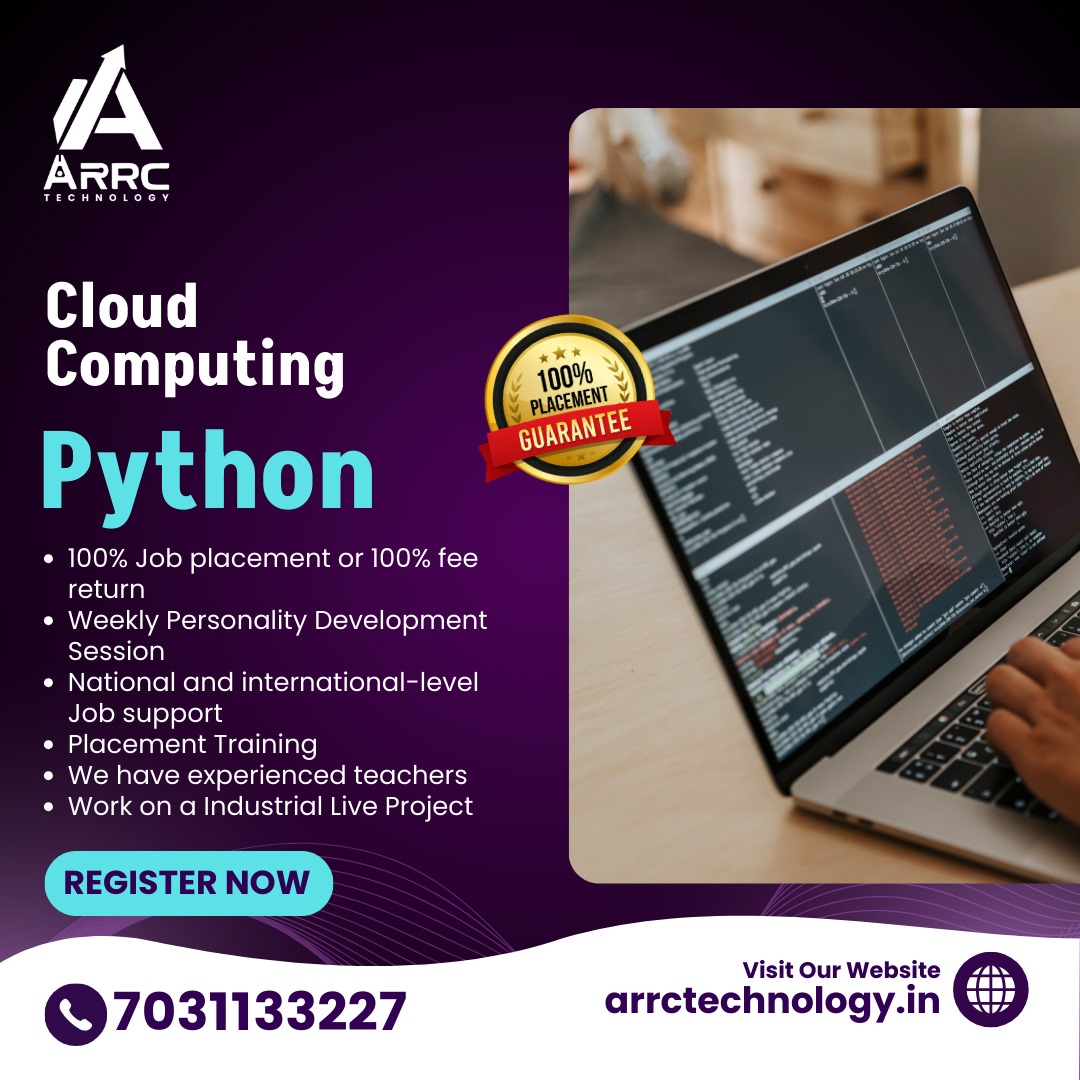 ARRC
TECHNOLOGY
Cloud
Computing
Python
100%
PLACEMENT
GUARANTEE
• 100% Job placement or 100% fee
return
• Weekly Personality Development
Session
• National and international-level
Job support
• Placement Training
• We have experienced teachers
• Work on a Industrial Live Project
REGISTER NOW
7031133227
Visit Our Website
arrctechnology.in